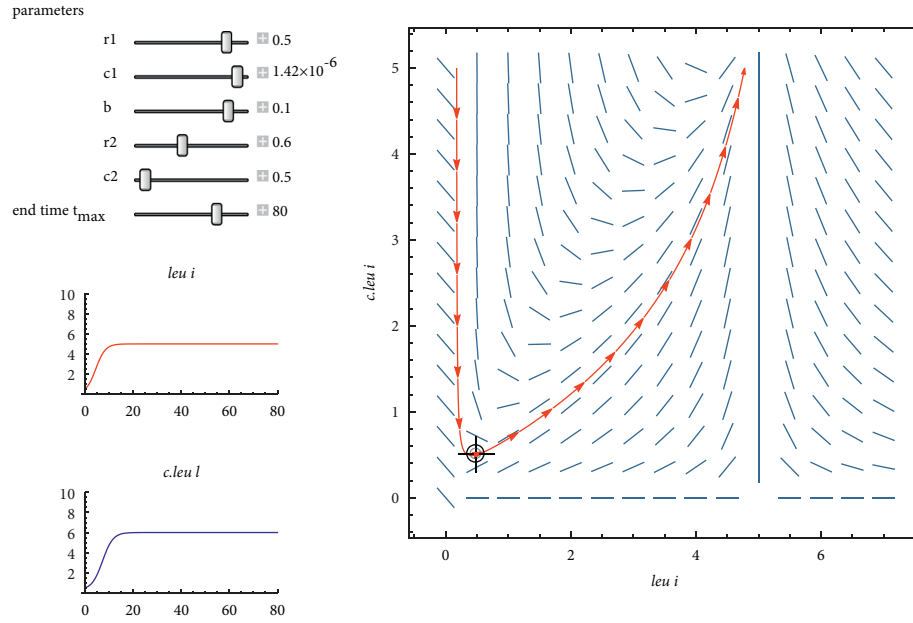 parameters
r1 0.5
c1 1.42×10⁻⁶
b 0.1
r2 0.6
c2 0.5
end time tmax 80
leu i
10
8
6
4
2
0 20 40 60 80
c.leu l
10
8
6
4
2
0 20 40 60 80
5
4
3
2
1
0
c.leu i
0 2 4 6
leu i